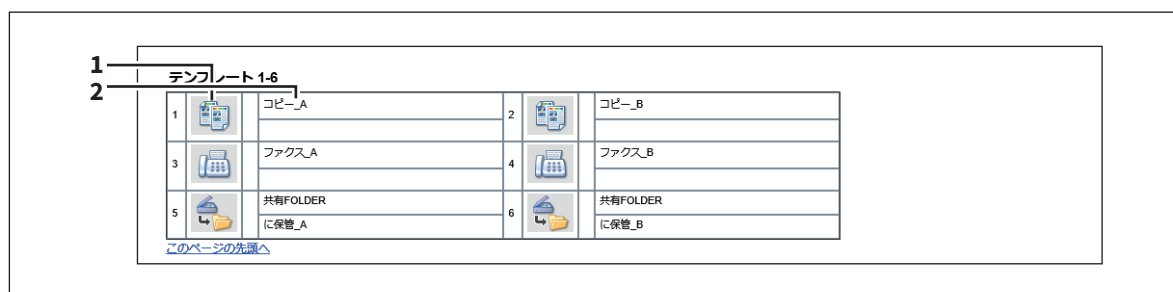 1
2
テンプレート 1-6
1 コピー_A 2 コピー_B
3 ファクス_A 4 ファクス_B
5 共有FOLDER 6 共有FOLDER
に保管_A に保管_B
このページの先頭へ